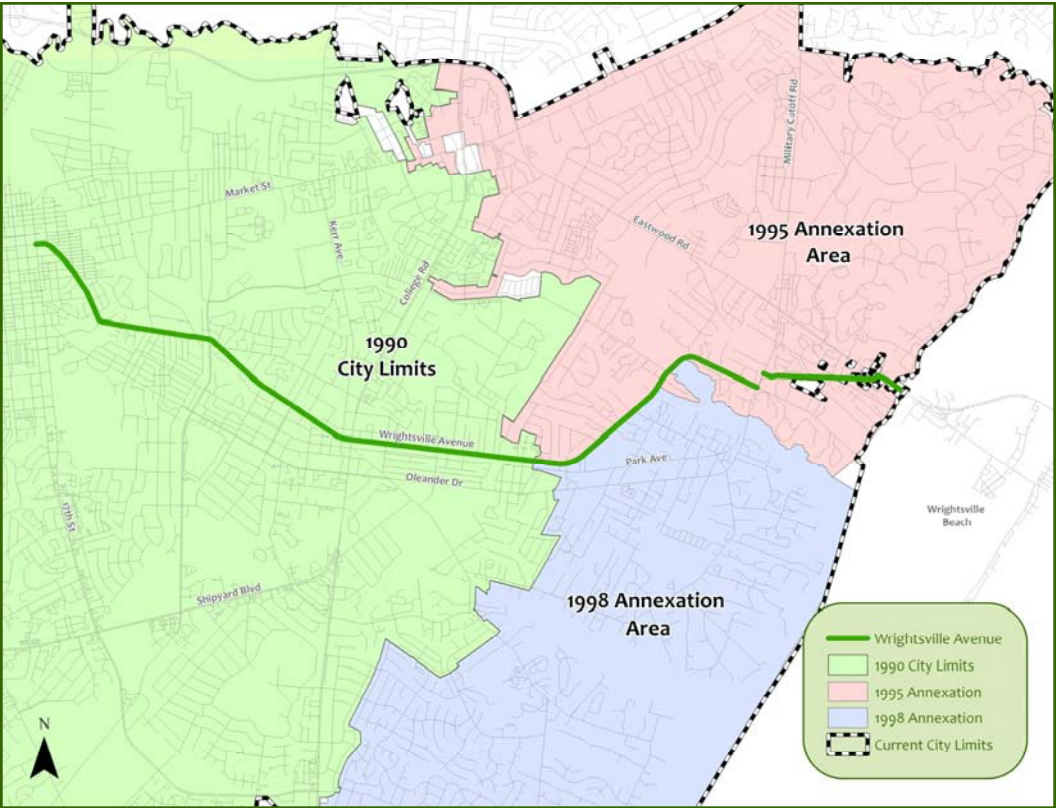 Military Cutoff Rd
Market St
Kerr Ave
Eastwood Rd
1995 Annexation
Area
College Rd
1990
City Limits
Wrightsville Avenue
Park Ave
Oleander Dr
17th St
Wrightsville
Beach
Shipyard Blvd
1998 Annexation
Area
Wrightsville Avenue
1990 City Limits
1995 Annexation
1998 Annexation
Current City Limits
N